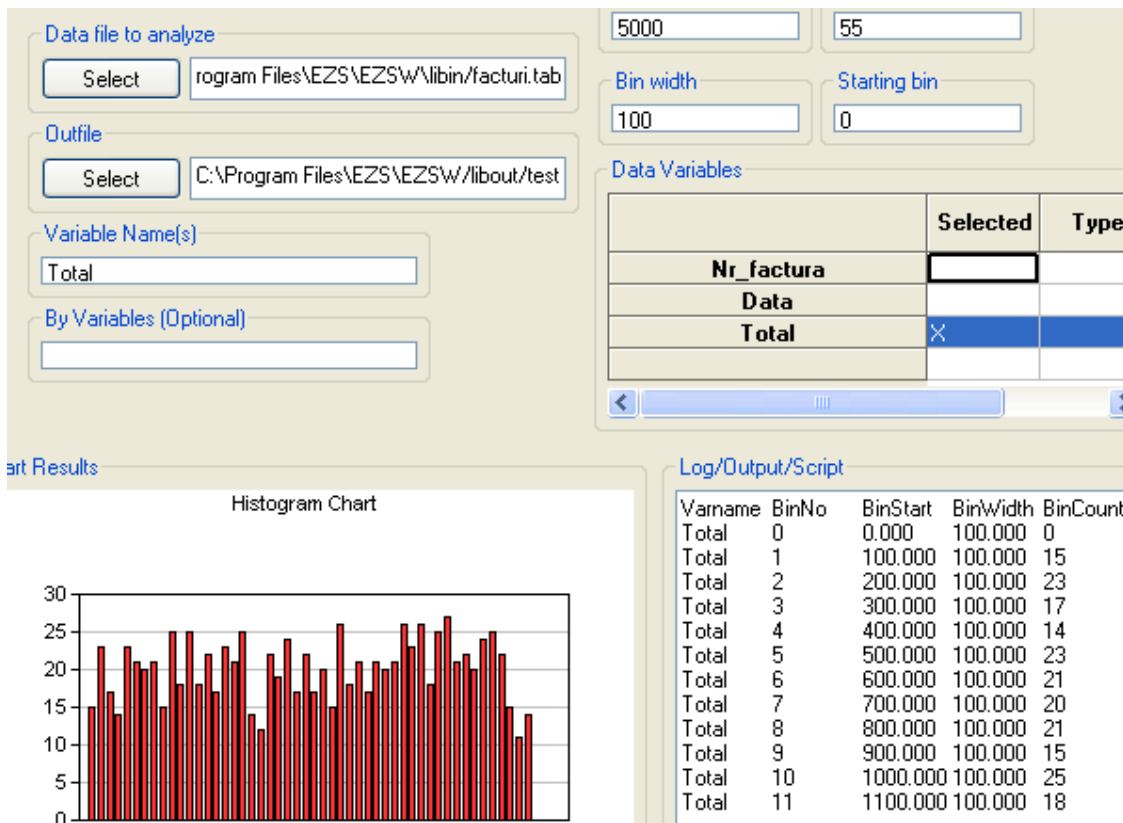 Data file to analyze
Select
rogram Files\EZS\EZSW\libin/facturi.tab
Outfile
Select
C:\Program Files\EZS\EZSW/libout/test
Variable Name(s)
Total
By Variables (Optional)
5000
55
Bin width
Starting bin
100
0
Data Variables
Selected Type
Nr_factura
Data
Total X
art Results
Histogram Chart
30
25
20
15
10
5
0
Log/Output/Script
Varname BinNo BinStart BinWidth BinCount
Total 0 0.000 100.000 0
Total 1 100.000 100.000 15
Total 2 200.000 100.000 23
Total 3 300.000 100.000 17
Total 4 400.000 100.000 14
Total 5 500.000 100.000 23
Total 6 600.000 100.000 21
Total 7 700.000 100.000 20
Total 8 800.000 100.000 21
Total 9 900.000 100.000 15
Total 10 1000.000 100.000 25
Total 11 1100.000 100.000 18